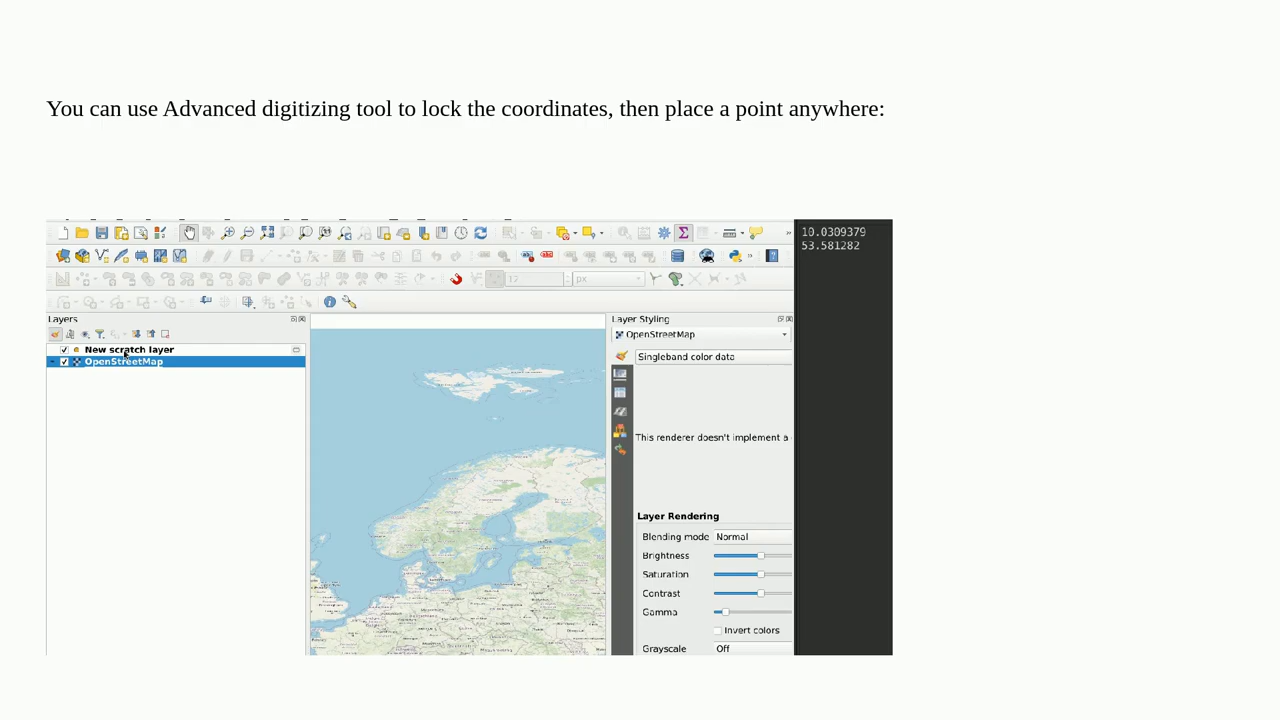 You can use Advanced digitizing tool to lock the coordinates, then place a point anywhere:
10.0309379
53.581282
12
px
Layers
New scratch layer
OpenStreetMap
Layer Styling
OpenStreetMap
Singleband color data
This renderer doesn't implement a
Layer Rendering
Blending mode Normal
Brightness
Saturation
Contrast
Gamma
Invert colors
Grayscale Off